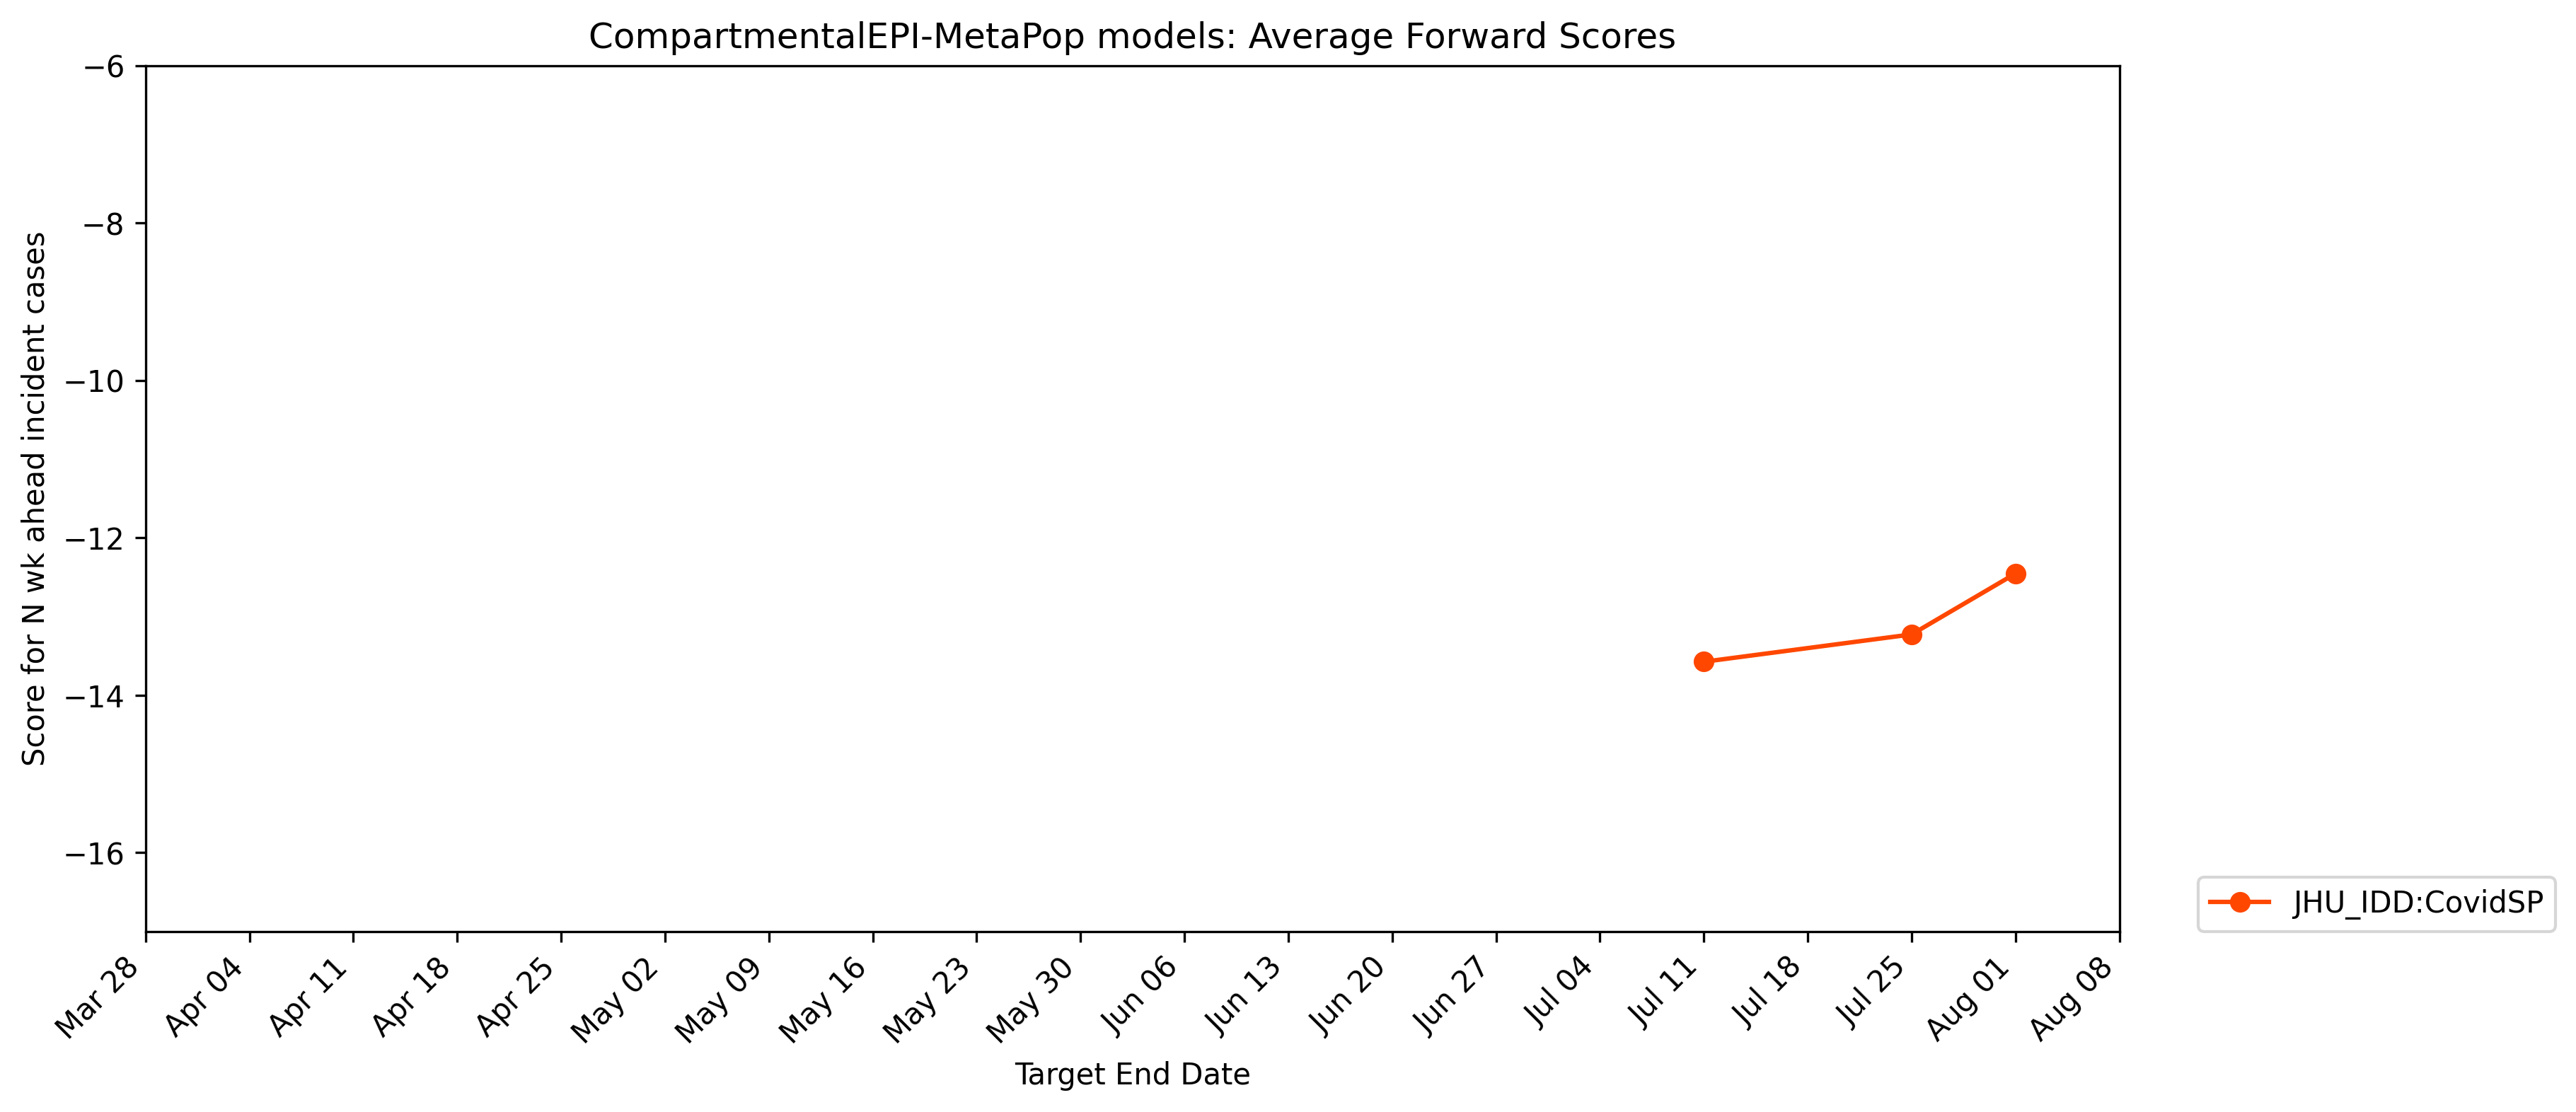 CompartmentalEPI-MetaPop models: Average Forward Scores
Score for N wk ahead incident cases
−6
−8
−10
−12
−14
−16
Mar 28
Apr 04
Apr 11
Apr 18
Apr 25
May 02
May 09
May 16
May 23
May 30
Jun 06
Jun 13
Jun 20
Jun 27
Jul 04
Jul 11
Jul 18
Jul 25
Aug 01
Aug 08
Target End Date
JHU_IDD:CovidSP